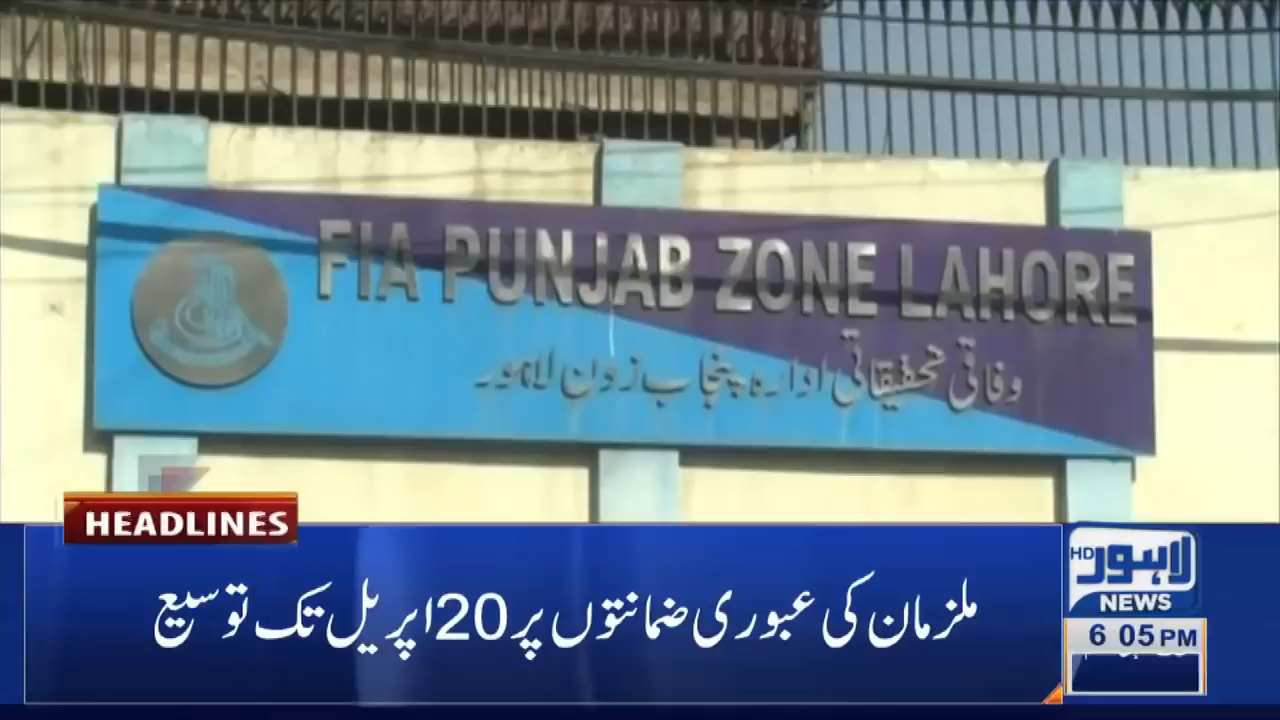 FIA PUNJAB ZONE LAHORE
وفاقی تحقیقاتی ادارہ پنجاب زون لاہور
HEADLINES
ملزمان کی عبوری ضمانتوں پر 20 اپریل تک توسیع
HD لاہور
NEWS
6 05 PM